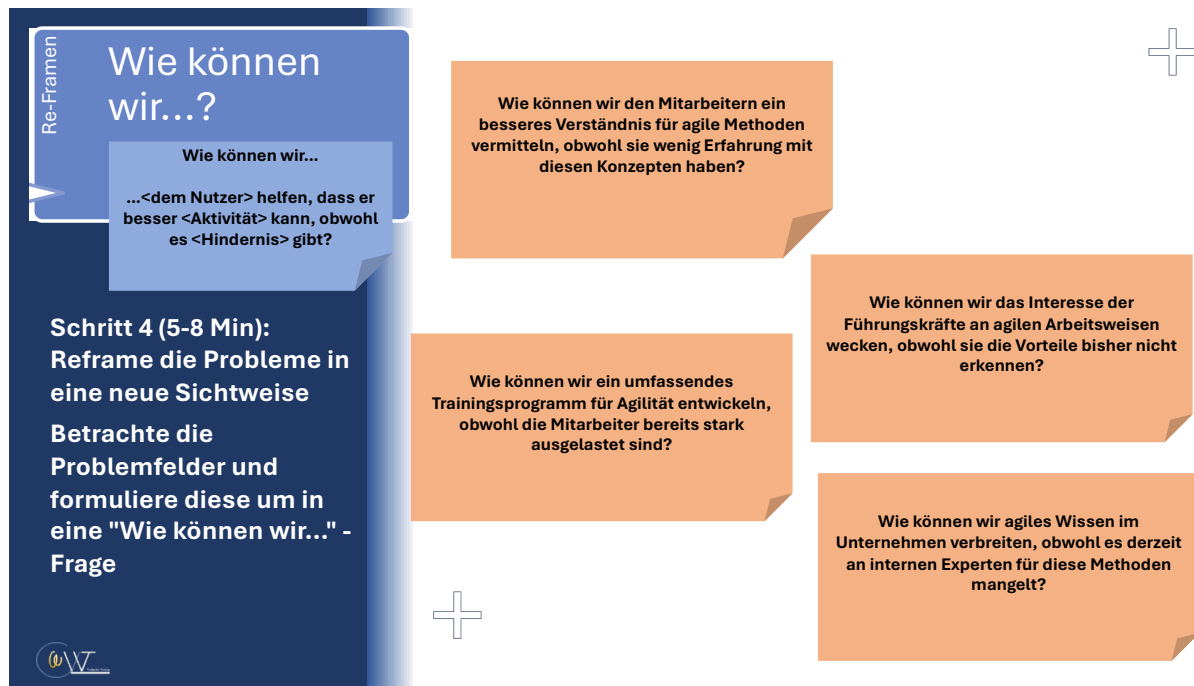 Re-Framen
Wie können
wir...?
Wie können wir...
...<dem Nutzer> helfen, dass er
besser <Aktivität> kann, obwohl
es <Hindernis> gibt?
Schritt 4 (5-8 Min):
Reframe die Probleme in
eine neue Sichtweise
Betrachte die
Problemfelder und
formuliere diese um in
eine "Wie können wir..." -
Frage
Wie können wir den Mitarbeitern ein
besseres Verständnis für agile Methoden
vermitteln, obwohl sie wenig Erfahrung mit
diesen Konzepten haben?
Wie können wir das Interesse der
Führungskräfte an agilen Arbeitsweisen
wecken, obwohl sie die Vorteile bisher nicht
erkennen?
Wie können wir ein umfassendes
Trainingsprogramm für Agilität entwickeln,
obwohl die Mitarbeiter bereits stark
ausgelastet sind?
Wie können wir agiles Wissen im
Unternehmen verbreiten, obwohl es derzeit
an internen Experten für diese Methoden
mangelt?